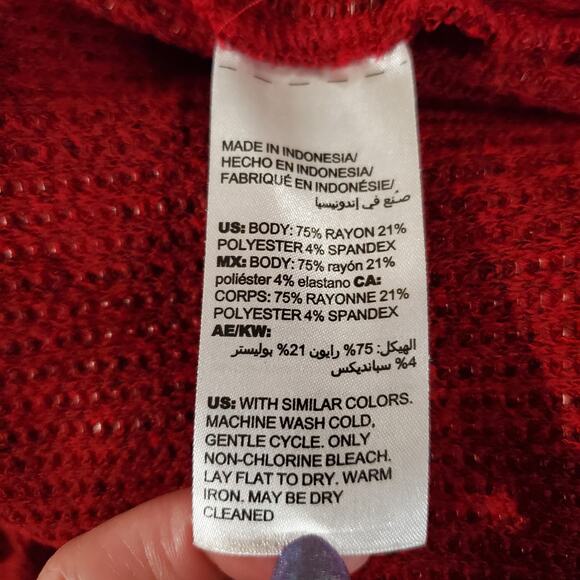 MADE IN INDONESIA/
HECHO EN INDONESIA/
FABRIQUÉ EN INDONÉSIE/
صنع في إندونيسيا
US: BODY: 75% RAYON 21%
POLYESTER 4% SPANDEX
MX: BODY: 75% rayón 21%
poliéster 4% elastano CA:
CORPS: 75% RAYONNE 21%
POLYESTER 4% SPANDEX
AE/KW:
الهيكل: 75% رايون 21% بوليستر
4% سبانديكس
US: WITH SIMILAR COLORS.
MACHINE WASH COLD,
GENTLE CYCLE. ONLY
NON-CHLORINE BLEACH.
LAY FLAT TO DRY. WARM
IRON. MAY BE DRY
CLEANED